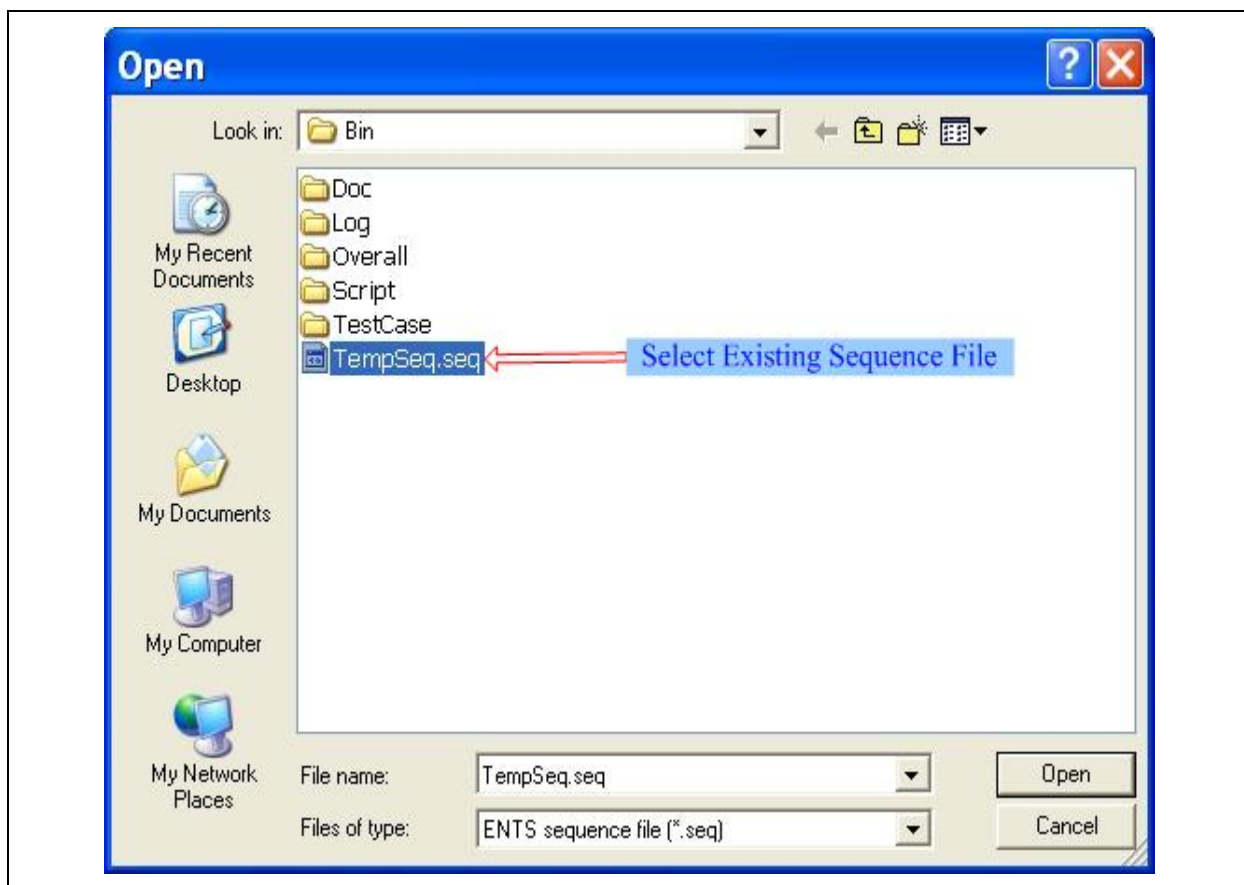 Open
?
Look in:
Bin
My Recent
Documents
Desktop
My Documents
My Computer
My Network
Places
Doc
Log
Overall
Script
TestCase
TempSeq.seq
Select Existing Sequence File
File name:
TempSeq.seq
Open
Files of type:
ENTS sequence file (*.seq)
Cancel